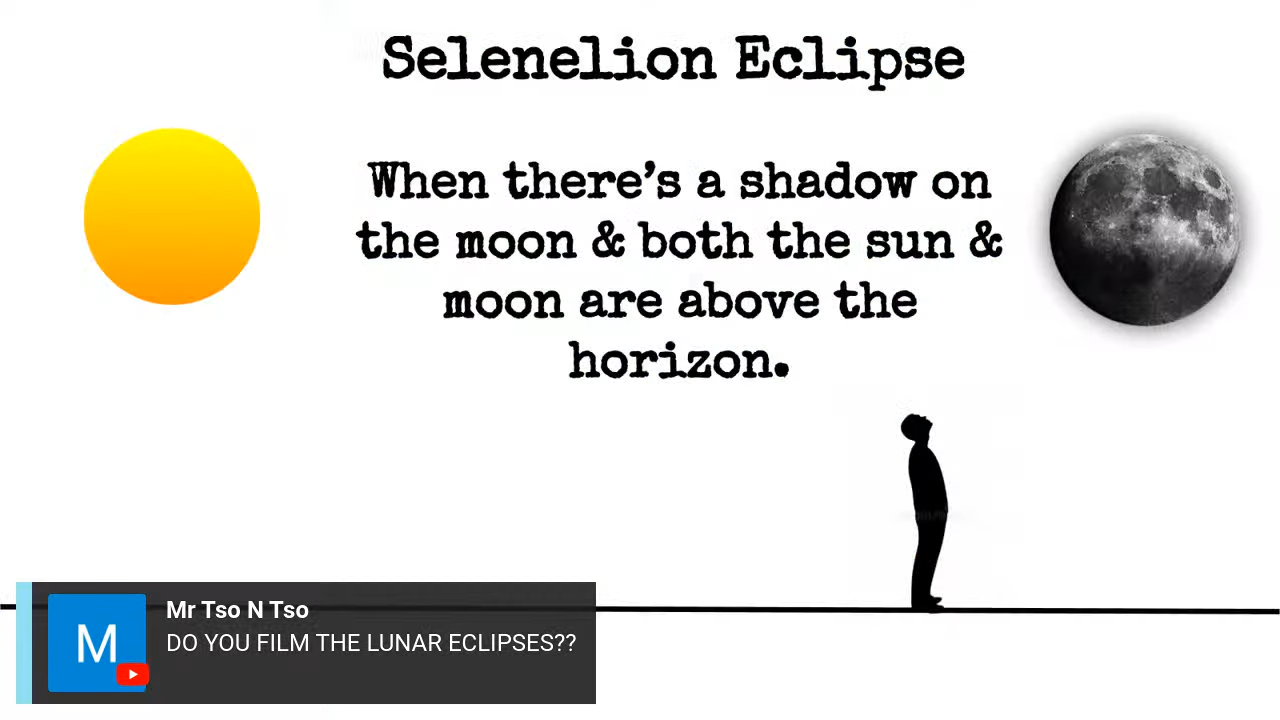 Selenelion Eclipse
When there's a shadow on
the moon & both the sun &
moon are above the
horizon.
Mr Tso N Tso
DO YOU FILM THE LUNAR ECLIPSES??
M